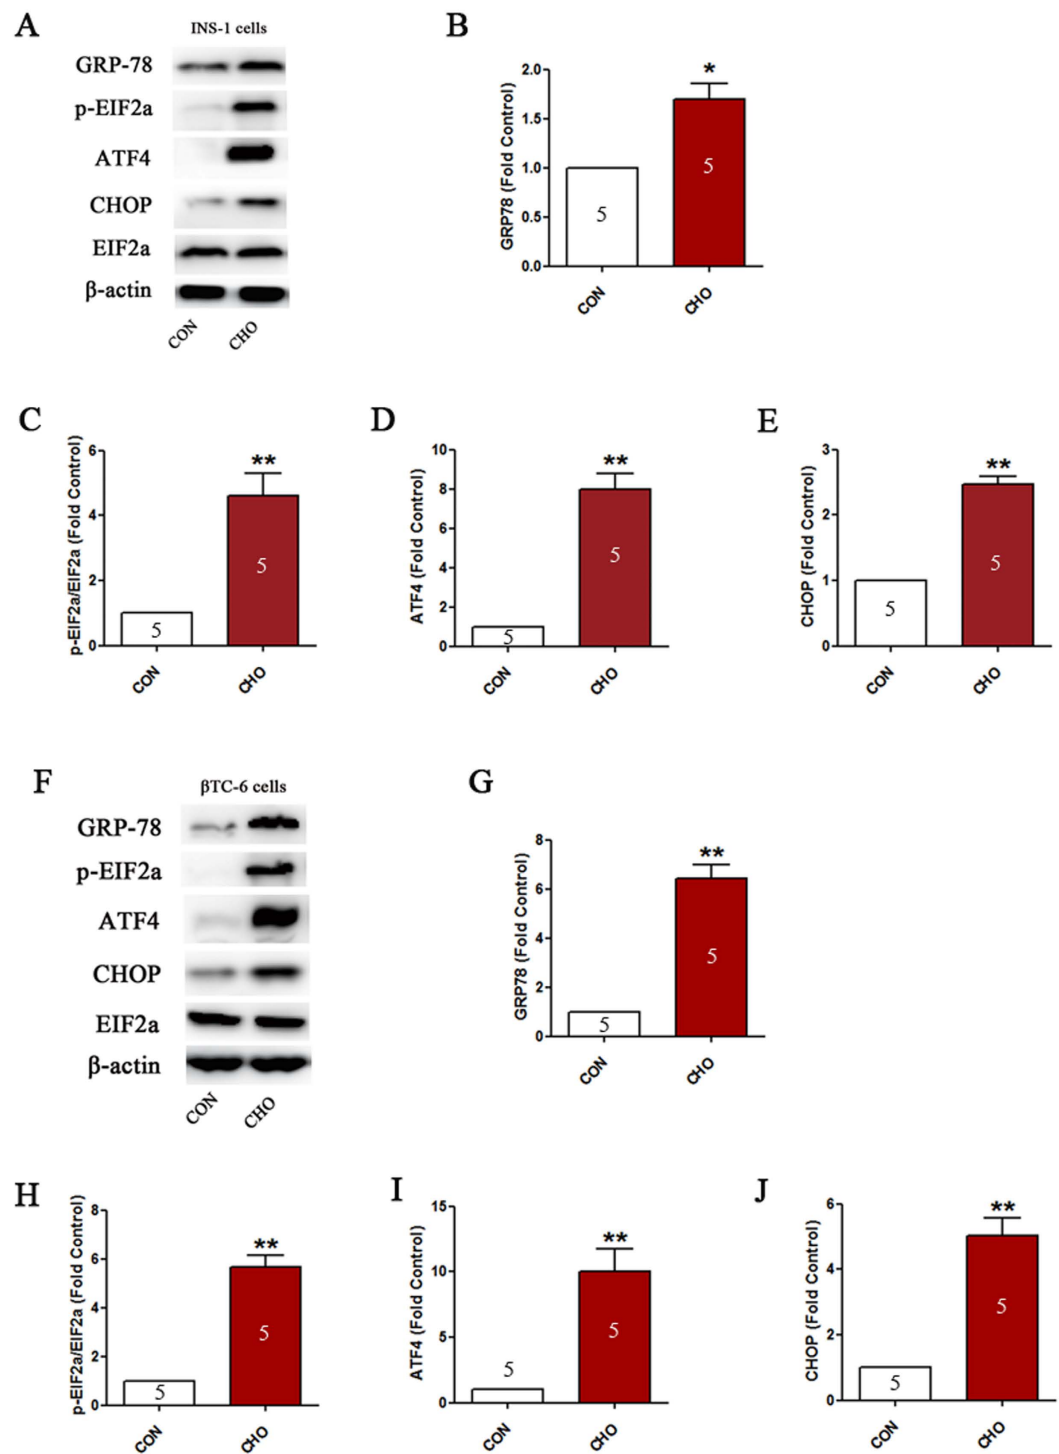 A
INS-1 cells
GRP-78
p-EIF2a
ATF4
CHOP
EIF2a
β-actin
CON
CHO
B
GRP78 (Fold Control)
2.0
1.5
1.0
0.5
0.0
*
5
5
CON
CHO
C
p-EIF2a/EIF2a (Fold Control)
6
4
2
0
**
5
5
CON
CHO
D
ATF4 (Fold Control)
10
8
6
4
2
0
**
5
5
CON
CHO
E
CHOP (Fold Control)
3
2
1
0
**
5
5
CON
CHO
F
βTC-6 cells
GRP-78
p-EIF2a
ATF4
CHOP
EIF2a
β-actin
CON
CHO
G
GRP78 (Fold Control)
8
6
4
2
0
**
5
5
CON
CHO
H
p-EIF2a/EIF2a (Fold Control)
8
6
4
2
0
**
5
5
CON
CHO
I
ATF4 (Fold Control)
15
10
5
0
**
5
5
CON
CHO
J
CHOP (Fold Control)
6
4
2
0
**
5
5
CON
CHO